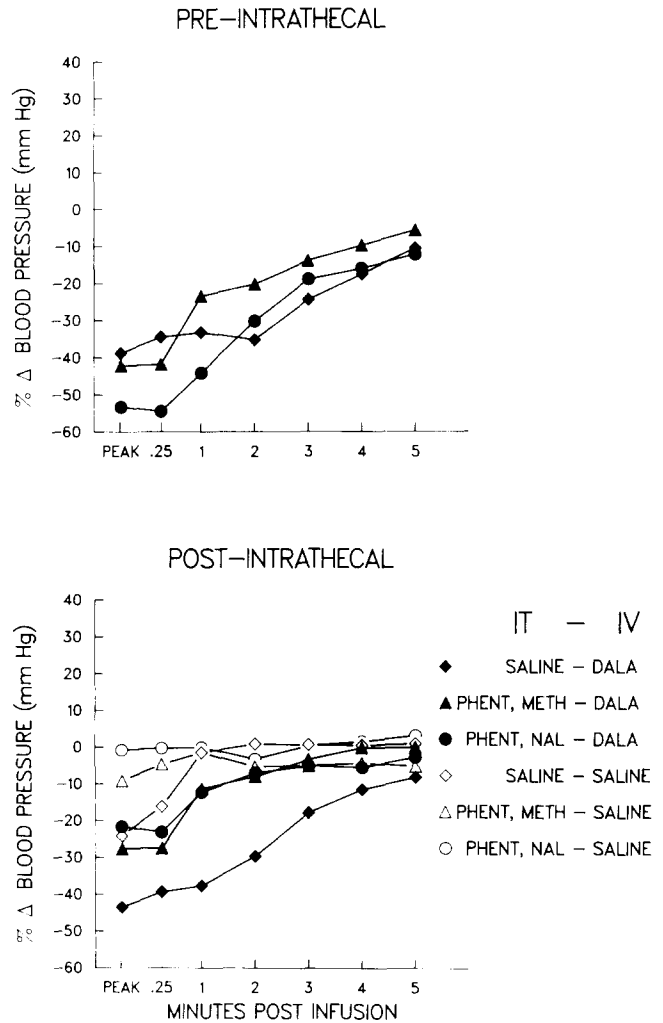 PRE-INTRATHECAL
% Δ BLOOD PRESSURE (mm Hg)
40
30
20
10
0
-10
-20
-30
-40
-50
-60
PEAK .25 1 2 3 4 5
POST-INTRATHECAL
% Δ BLOOD PRESSURE (mm Hg)
40
30
20
10
0
-10
-20
-30
-40
-50
-60
PEAK .25 1 2 3 4 5
MINUTES POST INFUSION
IT - IV
SALINE - DALA
PHENT, METH - DALA
PHENT, NAL - DALA
SALINE - SALINE
PHENT, METH - SALINE
PHENT, NAL - SALINE